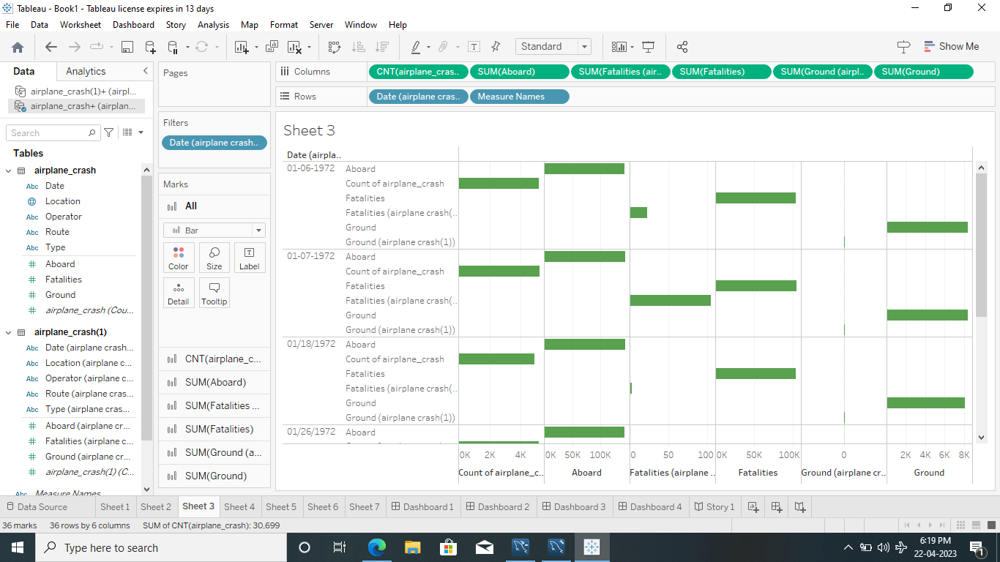 Tableau - Book1 - Tableau license expires in 13 days
File Data Worksheet Dashboard Story Analysis Map Format Server Window Help
Standard
Show Me
Data Analytics
airplane_crash(1)+ (airpl...
airplane_crash+ (airplan...
Search
Tables
airplane_crash
Abc Date
Location
Abc Operator
Abc Route
Abc Type
Aboard
Fatalities
Ground
airplane_crash (Cou...
airplane_crash(1)
Abc Date (airplane crash...
Abc Location (airplane c...
Abc Operator (airplane c...
Abc Route (airplane cras...
Abc Type (airplane cras...
Aboard (airplane cr...
Fatalities (airplane c...
Ground (airplane cr...
airplane_crash(1) (C...
Abc Measure Names
Pages
Filters
Date (airplane crash..
Marks
All
Bar
Color Size Label
Detail Tooltip
CNT(airplane_c...
SUM(Aboard)
SUM(Fatalities ...
SUM(Fatalities)
SUM(Ground (a...
SUM(Ground)
Columns CNT(airplane_cras.. SUM(Aboard) SUM(Fatalities (air.. SUM(Fatalities) SUM(Ground (airpl.. SUM(Ground)
Rows Date (airplane cras.. Measure Names
Sheet 3
Date (airpla..
01-06-1972 Aboard
Count of airplane_crash
Fatalities
Fatalities (airplane crash(..
Ground
Ground (airplane crash(1))
01-07-1972 Aboard
Count of airplane_crash
Fatalities
Fatalities (airplane crash(..
Ground
Ground (airplane crash(1))
01/18/1972 Aboard
Count of airplane_crash
Fatalities
Fatalities (airplane crash(..
Ground
Ground (airplane crash(1))
01/26/1972 Aboard
0K 2K 4K 0K 50K 100K 0 50 100 0K 50K 100K 0 2K 4K 6K 8K
Count of airplane_c.. Aboard Fatalities (airplane .. Fatalities Ground (airplane cr.. Ground
Data Source Sheet 1 Sheet 2 Sheet 3 Sheet 4 Sheet 5 Sheet 6 Sheet 7 Dashboard 1 Dashboard 2 Dashboard 3 Dashboard 4 Story 1
36 marks 36 rows by 6 columns SUM of CNT(airplane_crash): 30,699
Type here to search
6:19 PM
22-04-2023
1